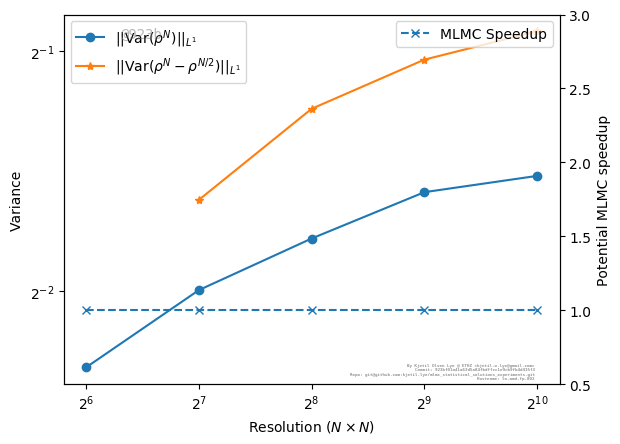 ||Var(ρ^N)||_{L^1}
||Var(ρ^N − ρ^{N/2})||_{L^1}
MLMC Speedup
2^{-1}
2^{-2}
Variance
3.0
2.5
2.0
1.5
1.0
0.5
Potential MLMC speedup
2^6
2^7
2^8
2^9
2^{10}
Resolution (N × N)